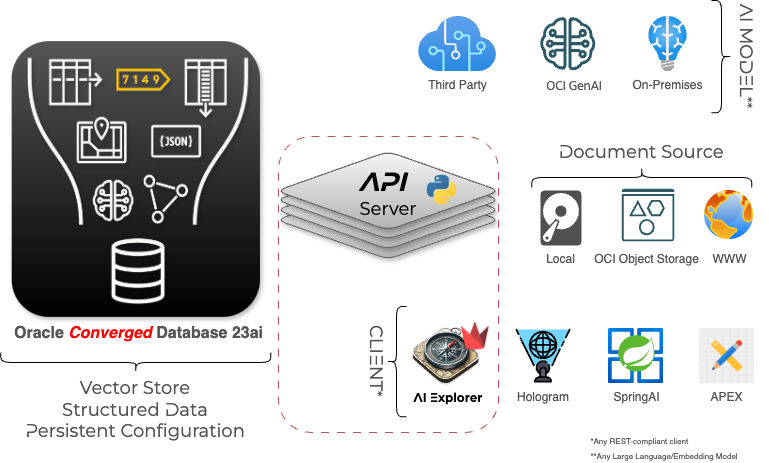 Third Party
OCI GenAI
On-Premises
AI MODEL**
7149
{JSON}
Oracle Converged Database 23ai
Vector Store
Structured Data
Persistent Configuration
API
Server
Document Source
Local
OCI Object Storage
WWW
CLIENT*
AI Explorer
Hologram
SpringAI
APEX
*Any REST-compliant client
**Any Large Language/Embedding Model